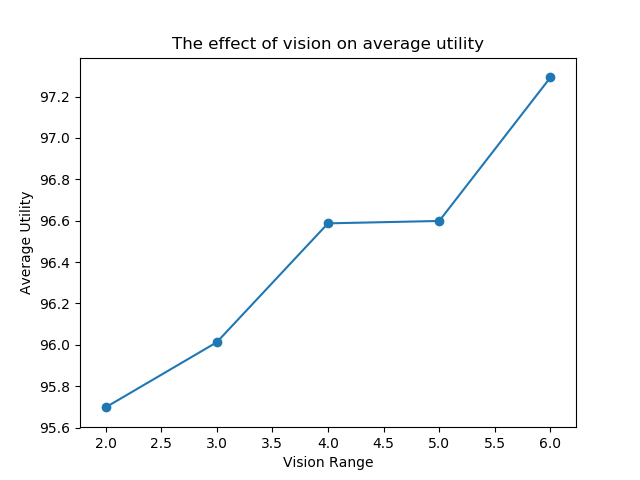 The effect of vision on average utility
97.2
97.0
96.8
96.6
96.4
96.2
96.0
95.8
95.6
Average Utility
2.0 2.5 3.0 3.5 4.0 4.5 5.0 5.5 6.0
Vision Range